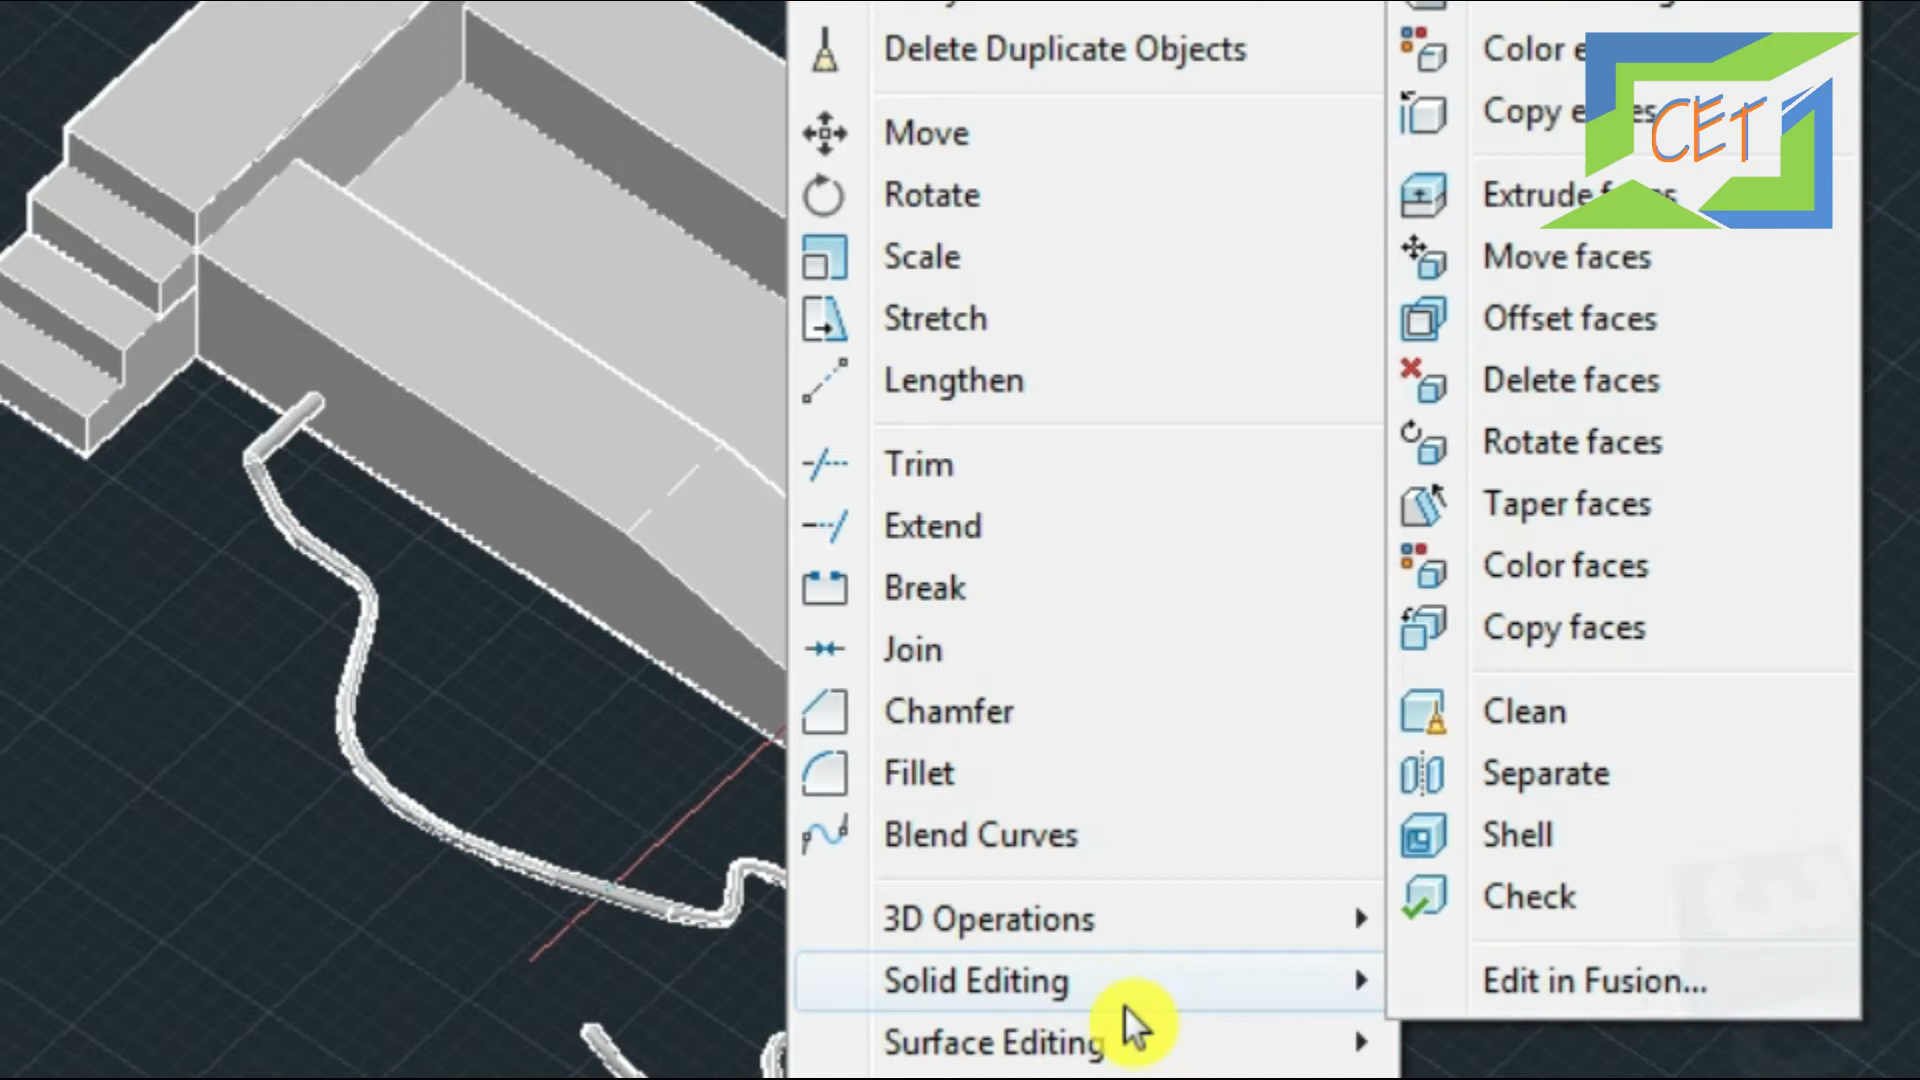 Delete Duplicate Objects
Move
Rotate
Scale
Stretch
Lengthen
Trim
Extend
Break
Join
Chamfer
Fillet
Blend Curves
3D Operations
Solid Editing
Surface Editing
Color
Copy
CET
Extrude
Move faces
Offset faces
Delete faces
Rotate faces
Taper faces
Color faces
Copy faces
Clean
Separate
Shell
Check
Edit in Fusion...